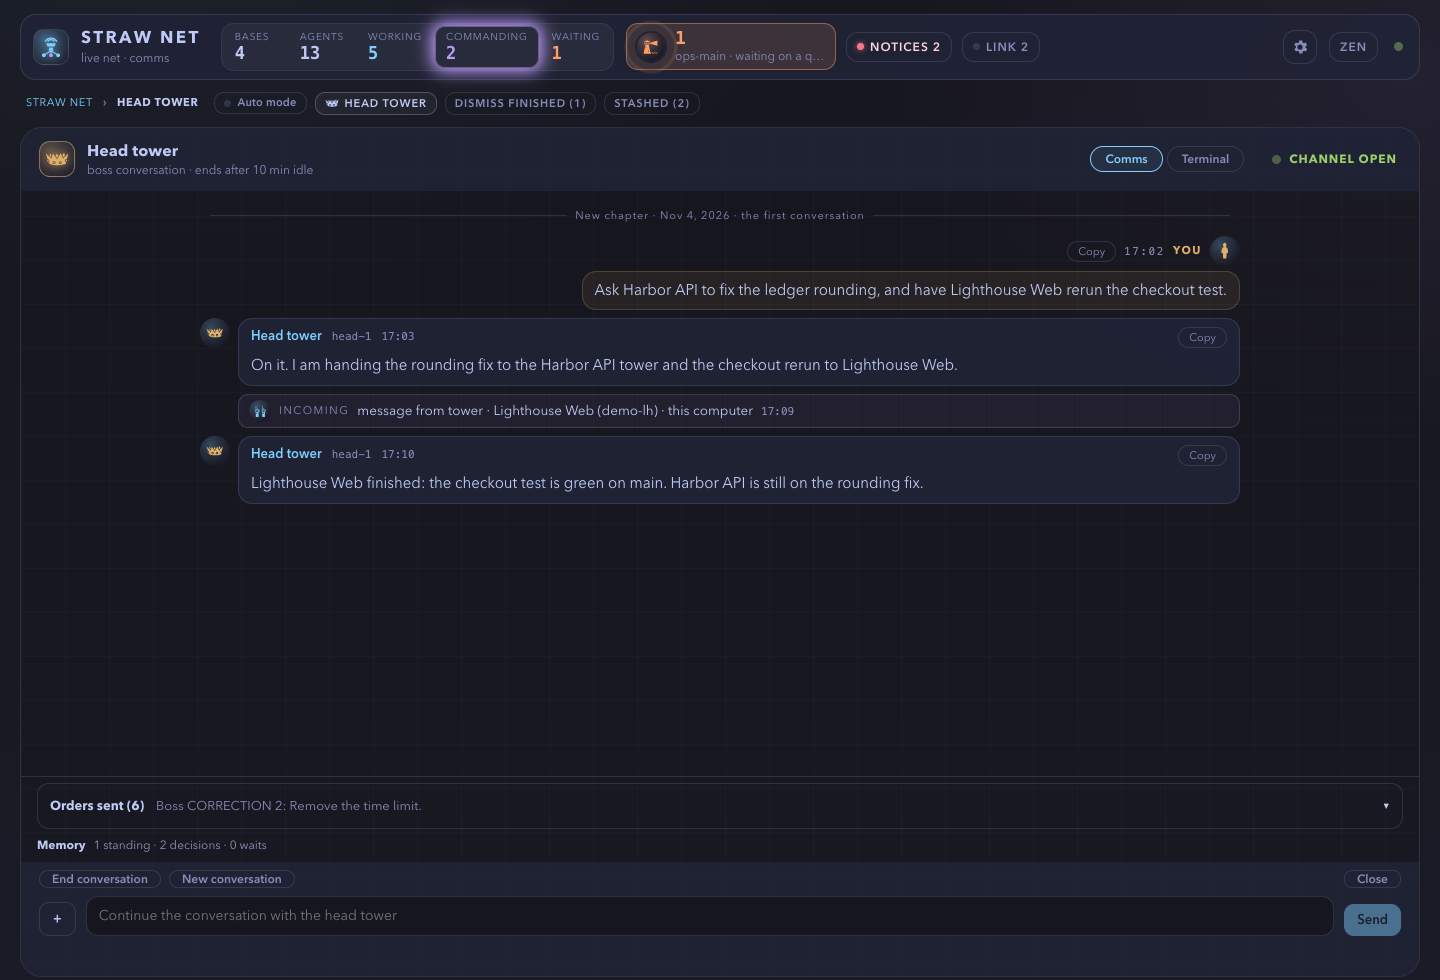 STRAW NET
live net · comms
BASES
4
AGENTS
13
WORKING
5
COMMANDING
2
WAITING
1
1
ops-main · waiting on a q…
NOTICES 2
LINK 2
ZEN
STRAW NET › HEAD TOWER
Auto mode
HEAD TOWER
DISMISS FINISHED (1)
STASHED (2)
Head tower
boss conversation · ends after 10 min idle
Comms
Terminal
CHANNEL OPEN
New chapter · Nov 4, 2026 · the first conversation
Copy 17:02 YOU
Ask Harbor API to fix the ledger rounding, and have Lighthouse Web rerun the checkout test.
Head tower head-1 17:03
Copy
On it. I am handing the rounding fix to the Harbor API tower and the checkout rerun to Lighthouse Web.
INCOMING message from tower · Lighthouse Web (demo-lh) · this computer 17:09
Head tower head-1 17:10
Copy
Lighthouse Web finished: the checkout test is green on main. Harbor API is still on the rounding fix.
Orders sent (6) Boss CORRECTION 2: Remove the time limit.
Memory 1 standing · 2 decisions · 0 waits
End conversation
New conversation
Close
+
Continue the conversation with the head tower
Send